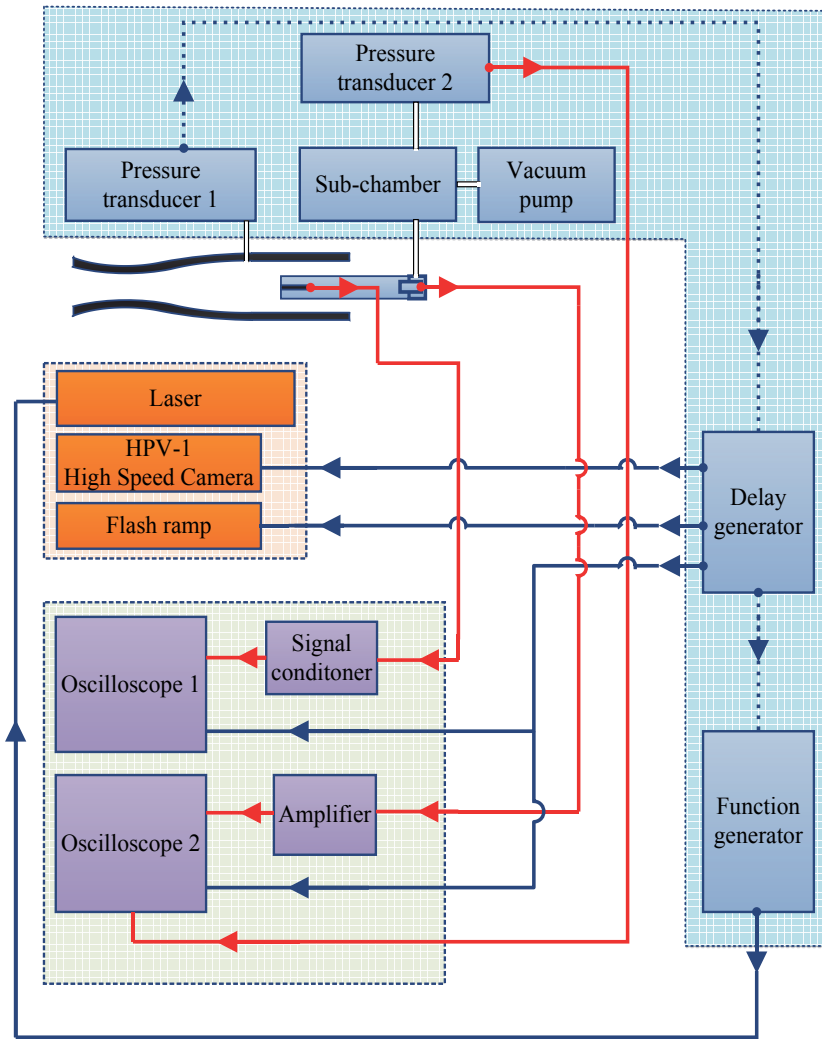 Pressure
transducer 2
Pressure
transducer 1
Sub-chamber
Vacuum
pump
Laser
HPV-1
High Speed Camera
Flash ramp
Delay
generator
Signal
conditoner
Oscilloscope 1
Amplifier
Oscilloscope 2
Function
generator